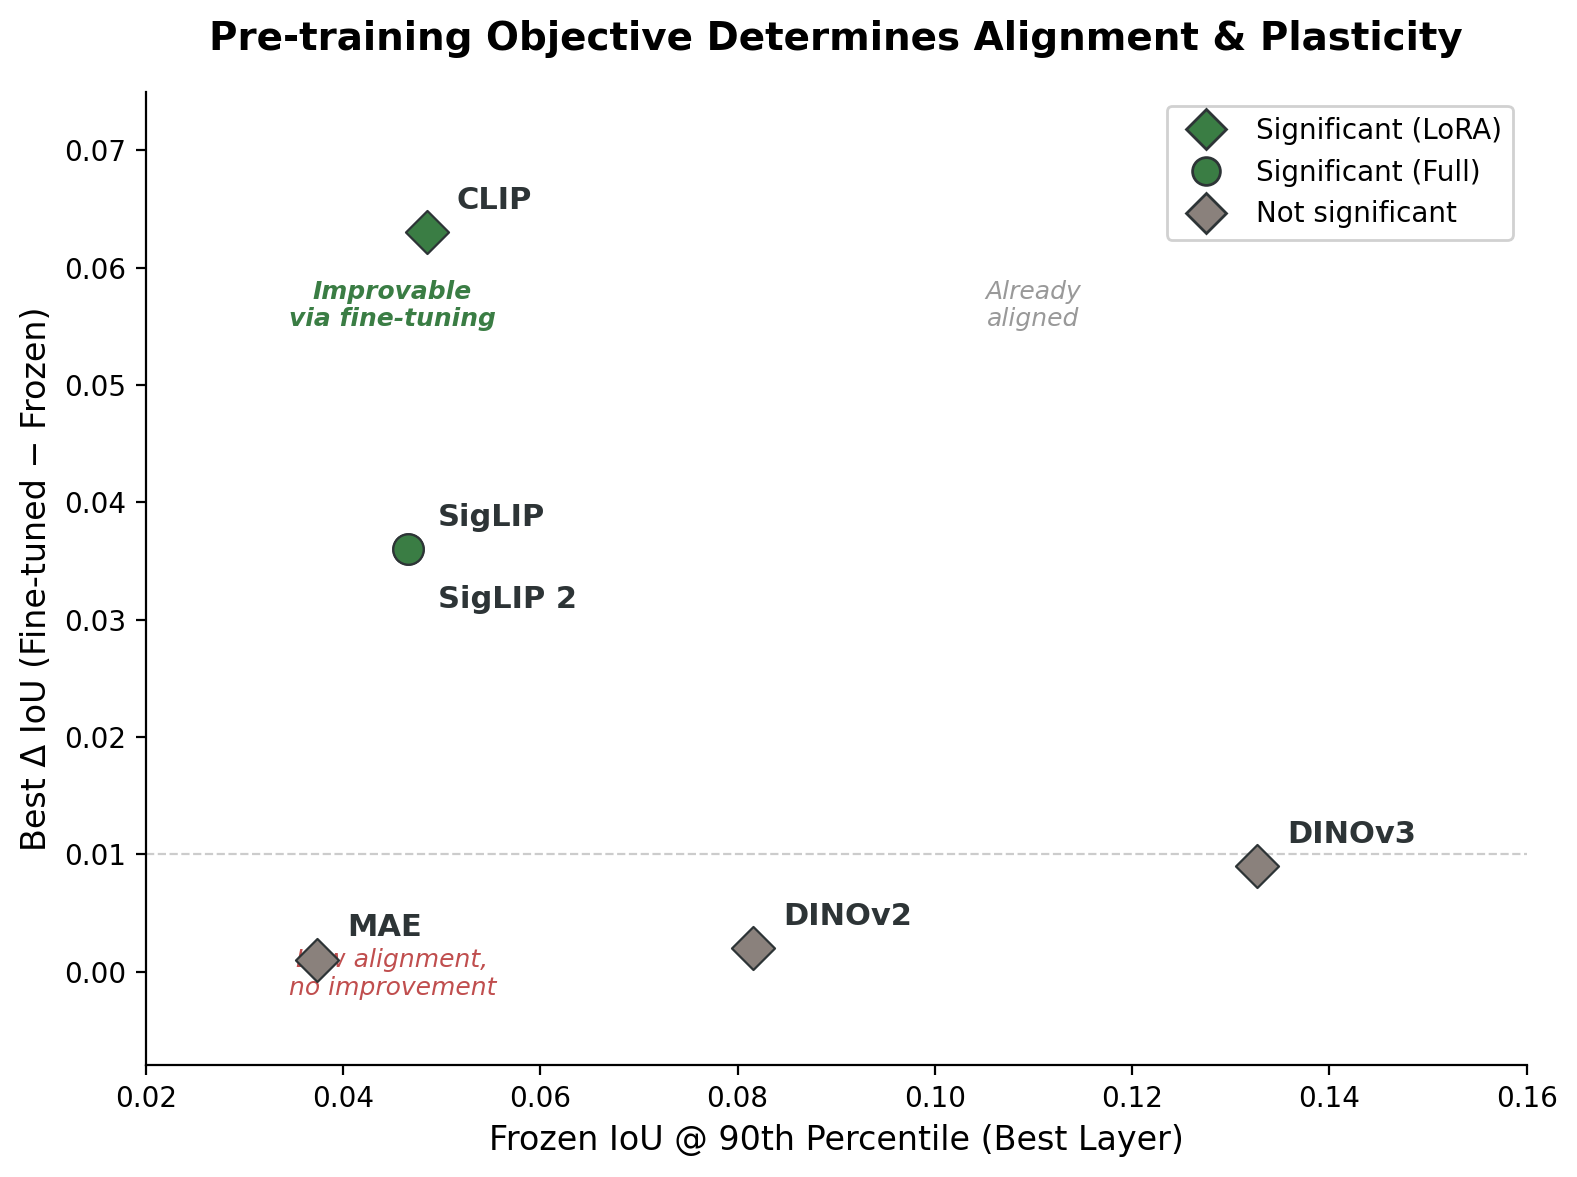 Pre-training Objective Determines Alignment & Plasticity
Best Δ IoU (Fine-tuned − Frozen)
0.07
0.06
0.05
0.04
0.03
0.02
0.01
0.00
Significant (LoRA)
Significant (Full)
Not significant
CLIP
Improvable
via fine-tuning
Already
aligned
SigLIP
SigLIP 2
DINOv3
DINOv2
MAE
alignment,
no improvement
0.02
0.04
0.06
0.08
0.10
0.12
0.14
0.16
Frozen IoU @ 90th Percentile (Best Layer)